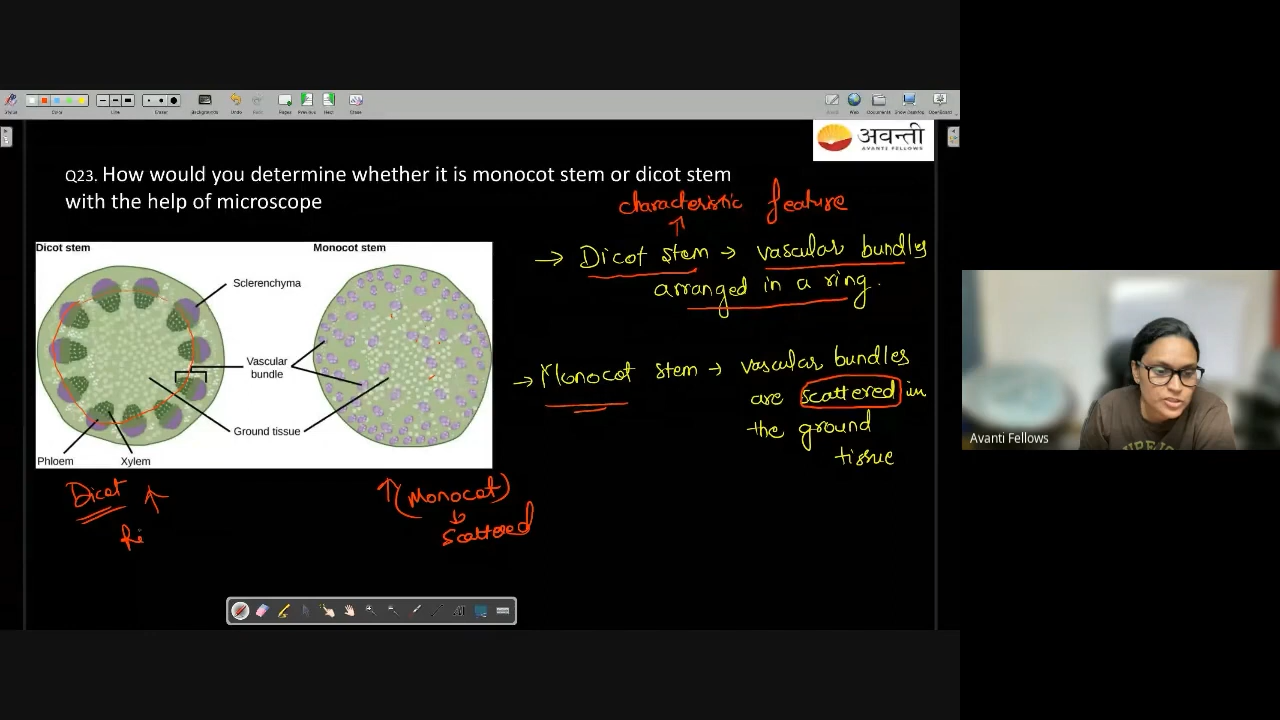 अवन्ती
AVANTI FELLOWS
Q23. How would you determine whether it is monocot stem or dicot stem
with the help of microscope
characteristic feature
→ Dicot stem → vascular bundles
arranged in a ring.
→ Monocot stem → vascular bundles
are scattered in
the ground
tissue
Dicot stem
Monocot stem
Sclerenchyma
Vascular
bundle
Ground tissue
Phloem
Xylem
Dicot ↑
Ri
↑(Monocot)
scattered
Avanti Fellows